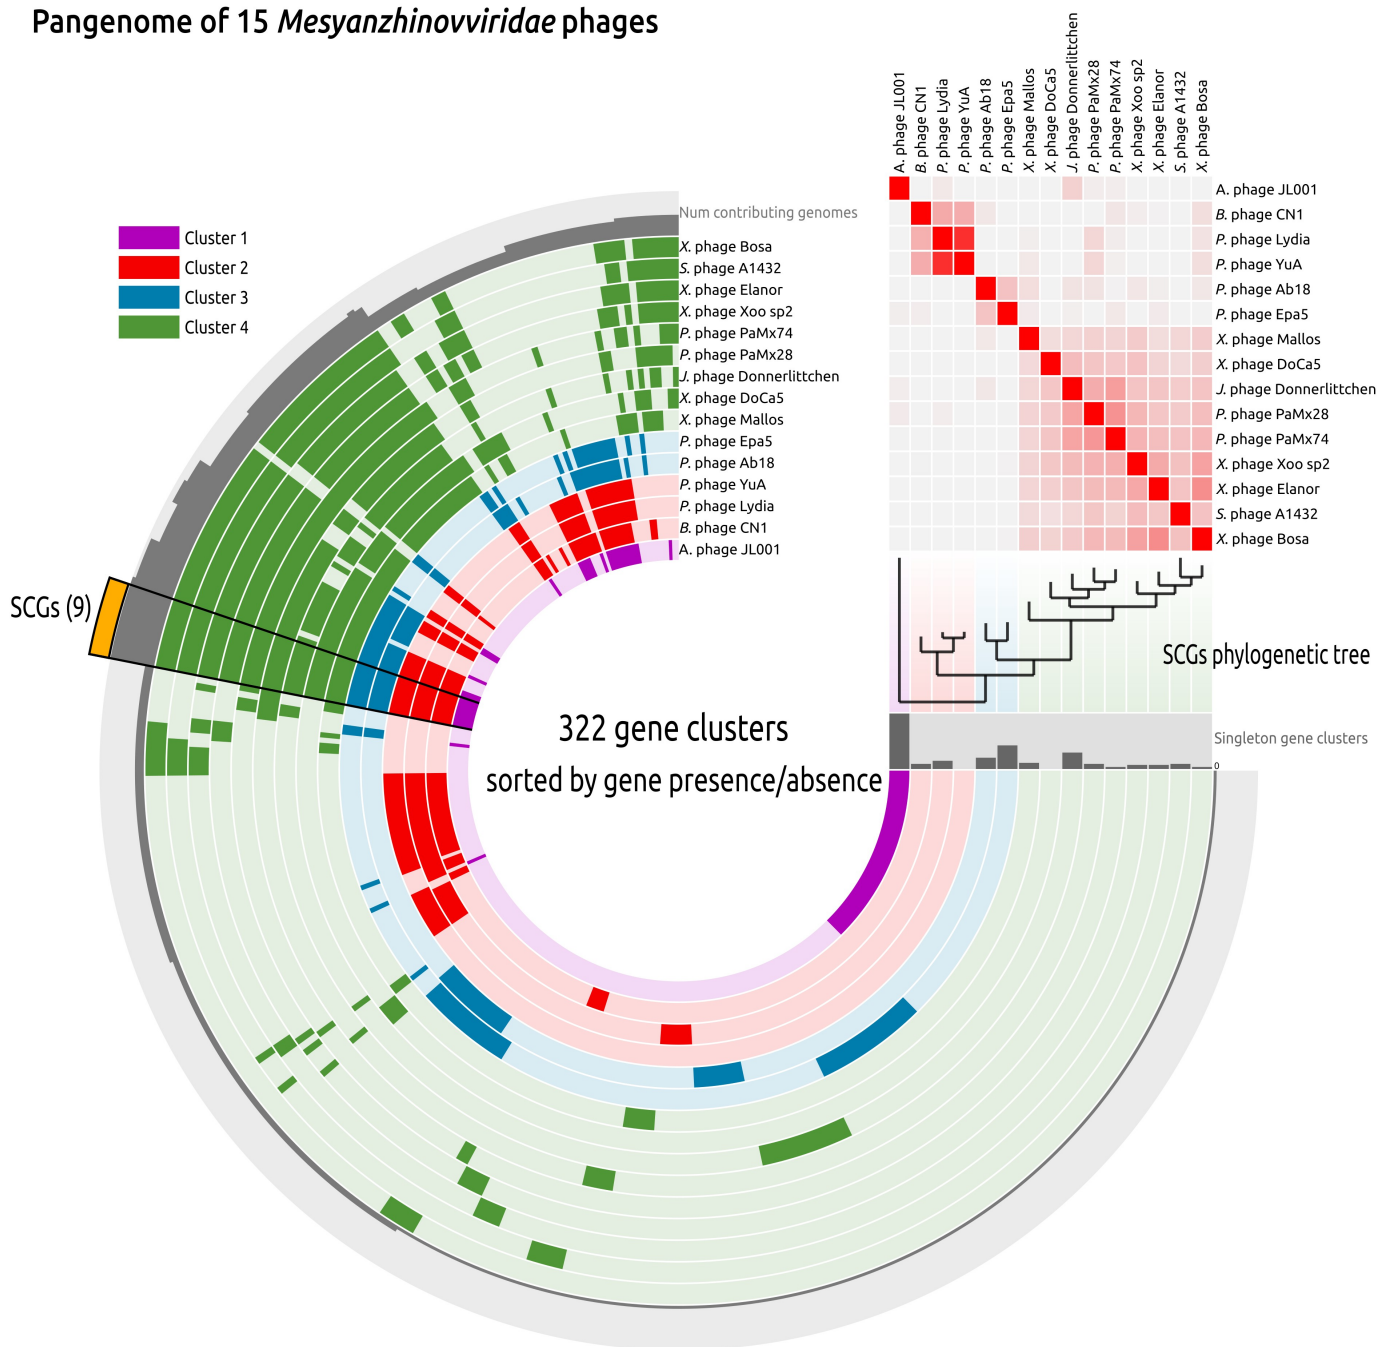 Pangenome of 15 Mesyanzhinovviridae phages
A. phage JL001
B. phage CN1
P. phage Lydia
P. phage YuA
P. phage Ab18
P. phage Epa5
X. phage Mallos
X. phage DoCa5
J. phage Donnerlittchen
P. phage PaMx28
P. phage PaMx74
X. phage Xoo sp2
X. phage Elanor
S. phage A1432
X. phage Bosa
A. phage JL001
B. phage CN1
P. phage Lydia
P. phage YuA
P. phage Ab18
P. phage Epa5
X. phage Mallos
X. phage DoCa5
J. phage Donnerlittchen
P. phage PaMx28
P. phage PaMx74
X. phage Xoo sp2
X. phage Elanor
S. phage A1432
X. phage Bosa
Cluster 1
Cluster 2
Cluster 3
Cluster 4
Num contributing genomes
X. phage Bosa
S. phage A1432
X. phage Elanor
X. phage Xoo sp2
P. phage PaMx74
P. phage PaMx28
J. phage Donnerlittchen
X. phage DoCa5
X. phage Mallos
P. phage Epa5
P. phage Ab18
P. phage YuA
P. phage Lydia
B. phage CN1
A. phage JL001
SCGs (9)
SCGs phylogenetic tree
322 gene clusters
sorted by gene presence/absence
Singleton gene clusters
0